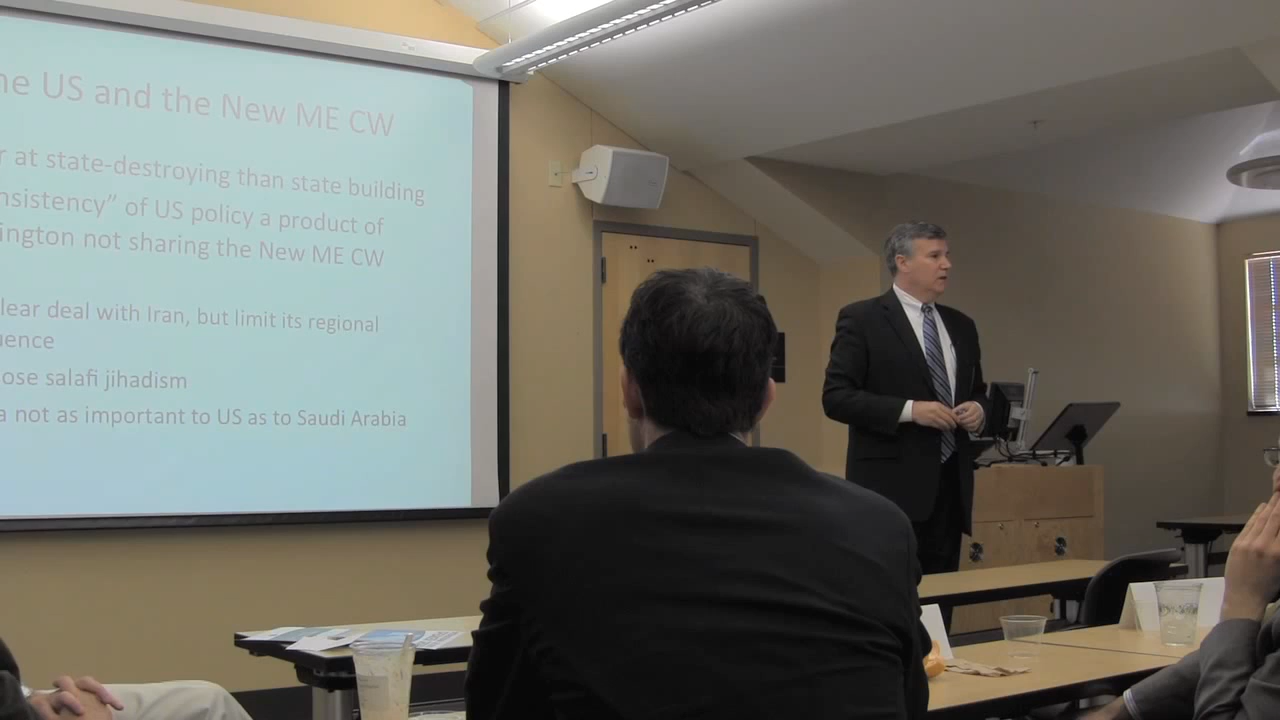 he US and the New ME CW
r at state-destroying than state building
nsistency” of US policy a product of
ington not sharing the New ME CW
lear deal with Iran, but limit its regional
uence
ose salafi jihadism
a not as important to US as to Saudi Arabia